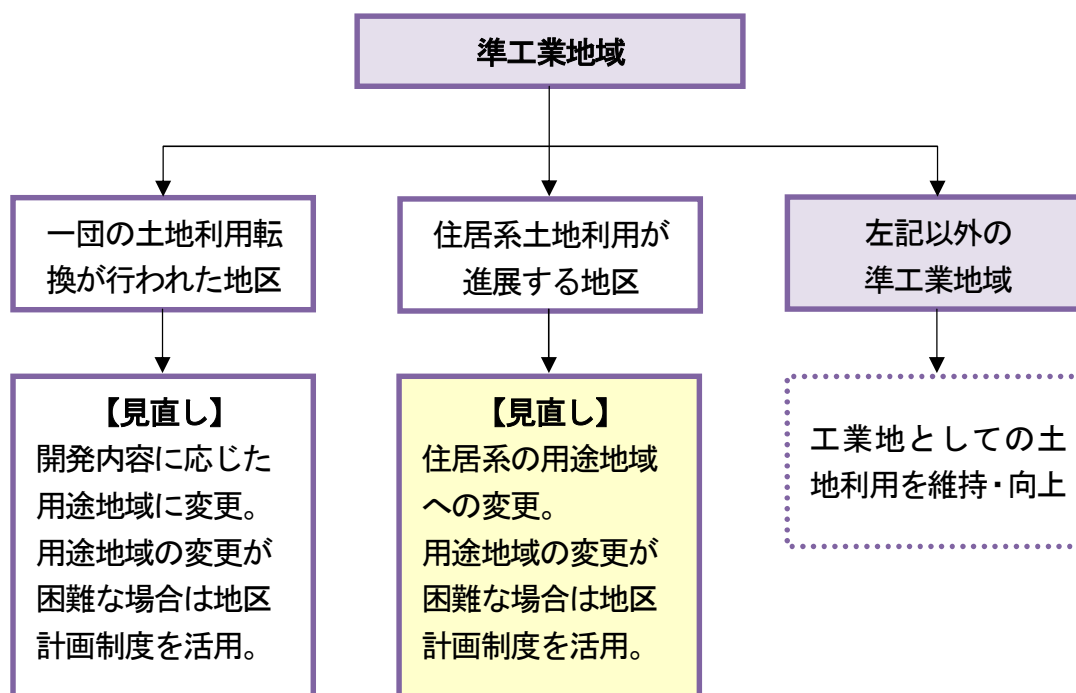 準工業地域
一団の土地利用転
換が行われた地区
住居系土地利用が
進展する地区
左記以外の
準工業地域
【見直し】
開発内容に応じた
用途地域に変更。
用途地域の変更が
困難な場合は地区
計画制度を活用。
【見直し】
住居系の用途地域
への変更。
用途地域の変更が
困難な場合は地区
計画制度を活用。
工業地としての土
地利用を維持・向上